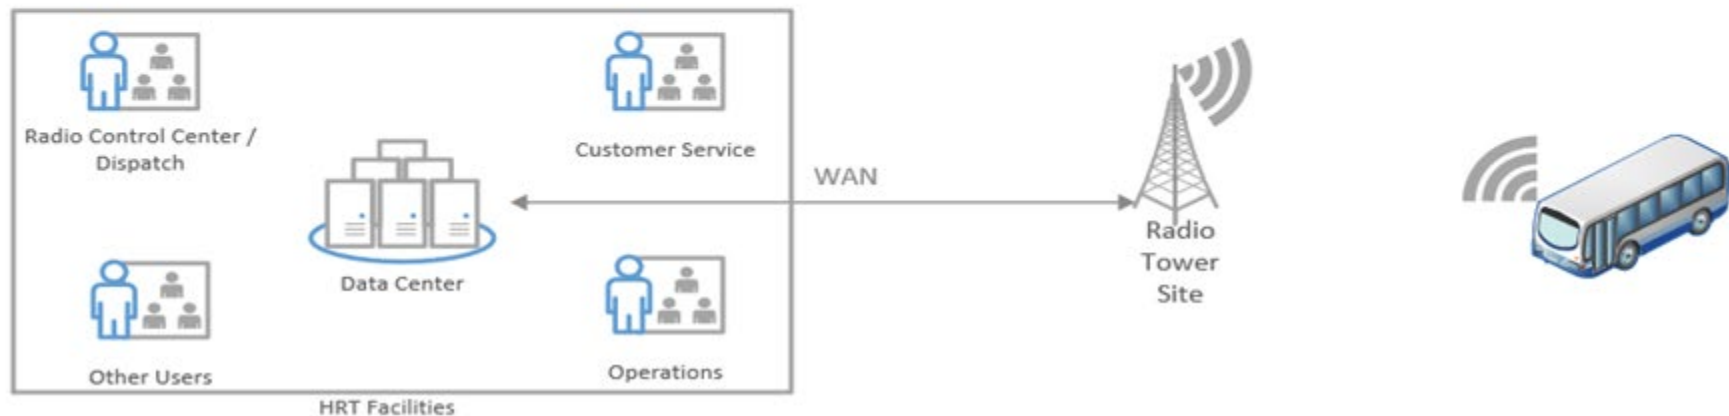 Radio Control Center /
Dispatch
Customer Service
WAN
Radio
Tower
Site
Data Center
Other Users
Operations
HRT Facilities